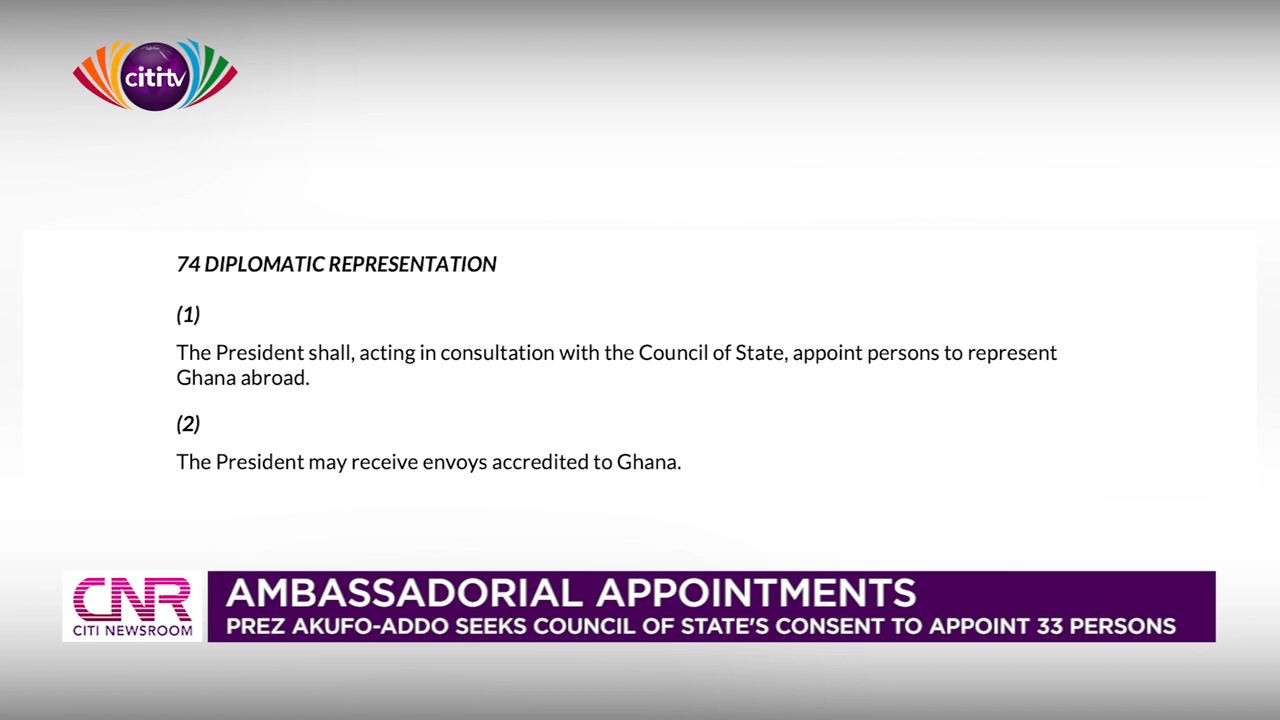 cititv
74 DIPLOMATIC REPRESENTATION
(1)
The President shall, acting in consultation with the Council of State, appoint persons to represent
Ghana abroad.
(2)
The President may receive envoys accredited to Ghana.
CNR
CITI NEWSROOM
AMBASSADORIAL APPOINTMENTS
PREZ AKUFO-ADDO SEEKS COUNCIL OF STATE'S CONSENT TO APPOINT 33 PERSONS